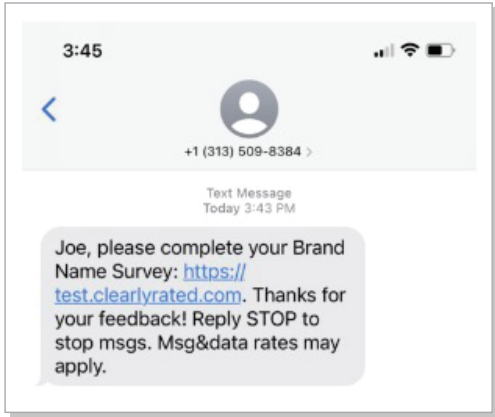 3:45
+1 (313) 509-8384 >
Text Message
Today 3:43 PM
Joe, please complete your Brand
Name Survey: https://
test.clearlyrated.com. Thanks for
your feedback! Reply STOP to
stop msgs. Msg&data rates may
apply.